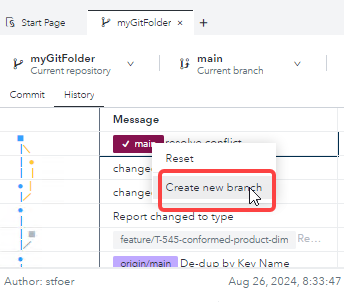 Start Page
myGitFolder
myGitFolder
Current repository
main
Current branch
Commit
History
Message
main
resolve conflict
Reset
change
change
Create new branch
Report changed to type
feature/T-545-conformed-product-dim
Re...
origin/main
De-dup by Key Name
Author: stfoer
Aug 26, 2024, 8:33:47